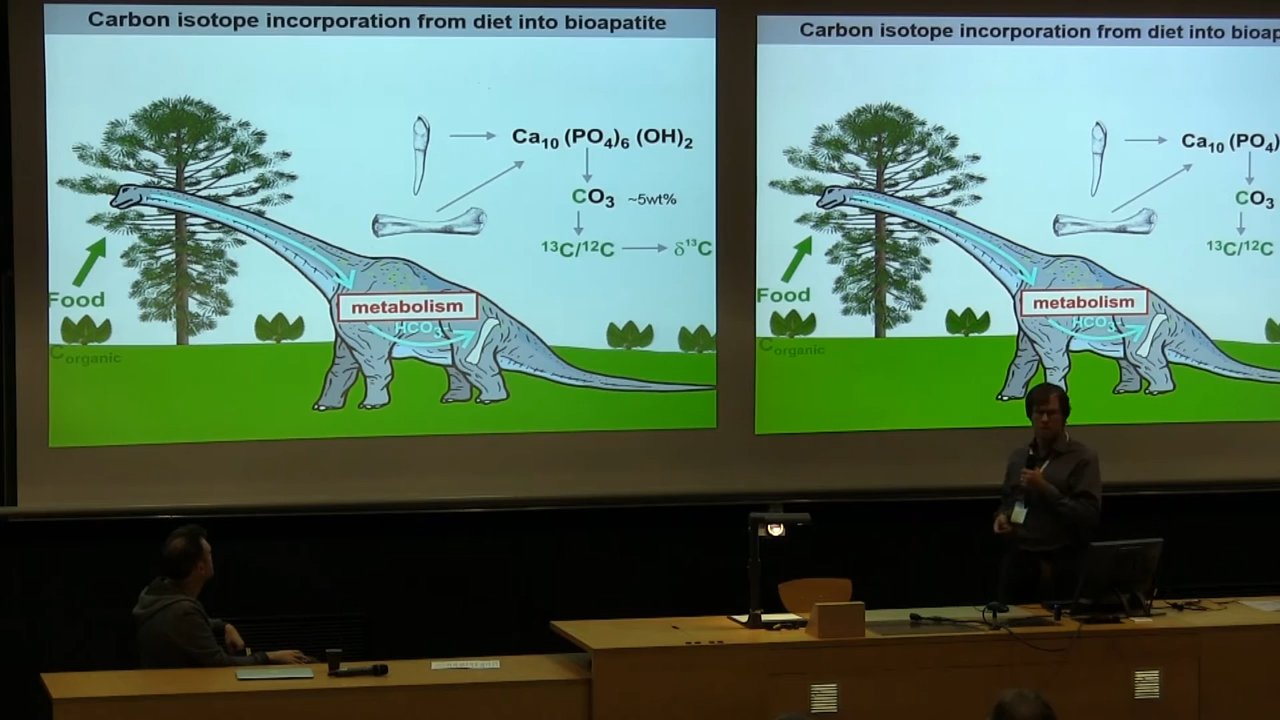 Carbon isotope incorporation from diet into bioapatite
Ca10 (PO4)6 (OH)2
CO3 ~5wt%
13C/12C
δ13C
Food
Corganic
metabolism
HCO3
Carbon isotope incorporation from diet into bioap
Ca10 (PO4)
CO3
13C/12C
Food
Corganic
metabolism
HCO3